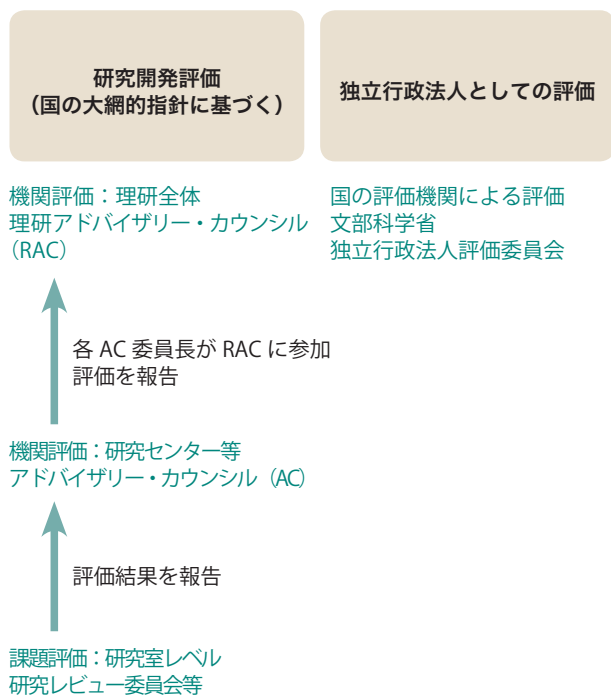 研究開発評価
（国の大綱的指針に基づく）
独立行政法人としての評価
機関評価：理研全体
理研アドバイザリー・カウンシル
（RAC）
国の評価機関による評価
文部科学省
独立行政法人評価委員会
各 AC 委員長が RAC に参加
評価を報告
機関評価：研究センター等
アドバイザリー・カウンシル（AC）
評価結果を報告
課題評価：研究室レベル
研究レビュー委員会等